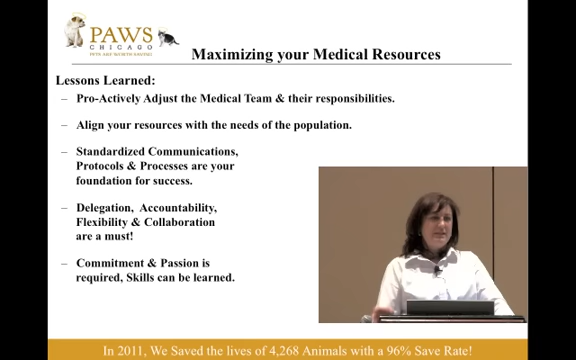 PAWS
CHICAGO
PETS ARE WORTH SAVING
Maximizing your Medical Resources
Lessons Learned:
– Pro-Actively Adjust the Medical Team & their responsibilities.
– Align your resources with the needs of the population.
– Standardized Communications,
Protocols & Processes are your
foundation for success.
– Delegation, Accountability,
Flexibility & Collaboration
are a must!
– Commitment & Passion is
required, Skills can be learned.
In 2011, We Saved the lives of 4,268 Animals with a 96% Save Rate!